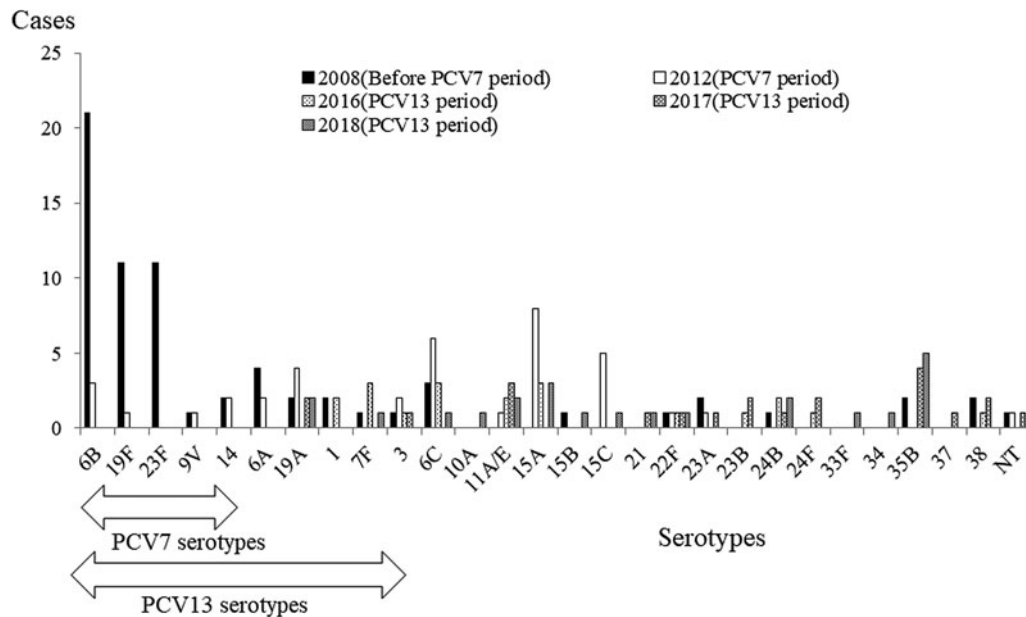 Cases
25
2008(Before PCV7 period) 2012(PCV7 period)
2016(PCV13 period) 2017(PCV13 period)
2018(PCV13 period)
20
15
10
5
0
6B 19F 23F 9V 14 6A 19A 1 7F 3 6C 10A 11A/E 15A 15B 15C 21 22F 23A 23B 24B 24F 33F 34 35B 37 38 NT
PCV7 serotypes
Serotypes
PCV13 serotypes